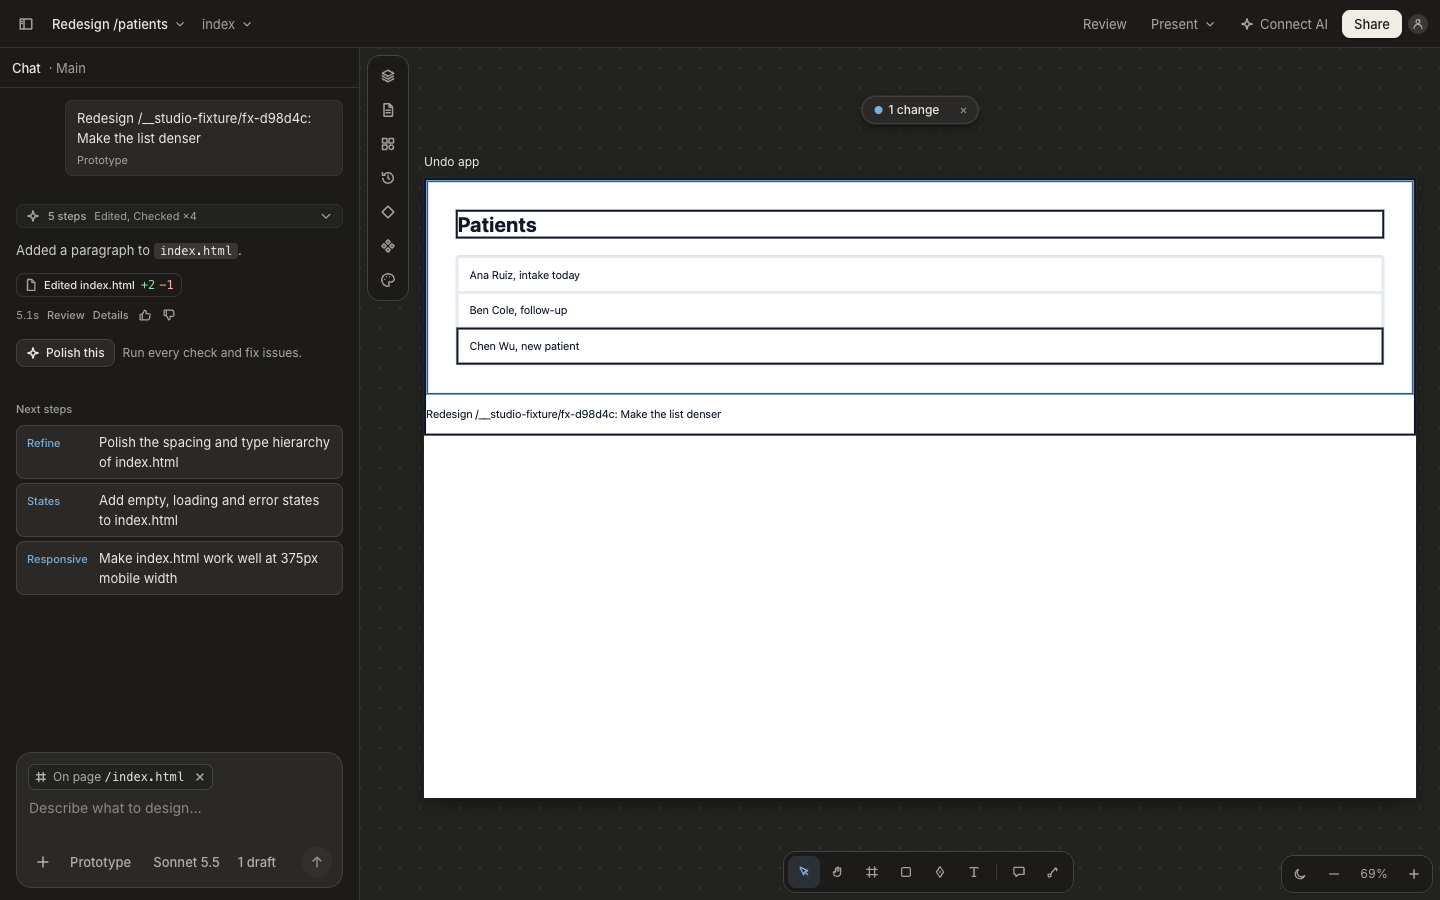 Redesign /patients
index
Review
Present
Connect AI
Share
Chat · Main
Redesign /__studio-fixture/fx-d98d4c:
Make the list denser
Prototype
5 steps Edited, Checked ×4
Added a paragraph to index.html.
Edited index.html +2 −1
5.1s Review Details
Polish this Run every check and fix issues.
Next steps
Refine Polish the spacing and type hierarchy
of index.html
States Add empty, loading and error states
to index.html
Responsive Make index.html work well at 375px
mobile width
On page /index.html
Describe what to design...
Prototype Sonnet 5.5 1 draft
1 change
Undo app
Patients
Ana Ruiz, intake today
Ben Cole, follow-up
Chen Wu, new patient
Redesign /__studio-fixture/fx-d98d4c: Make the list denser
69%